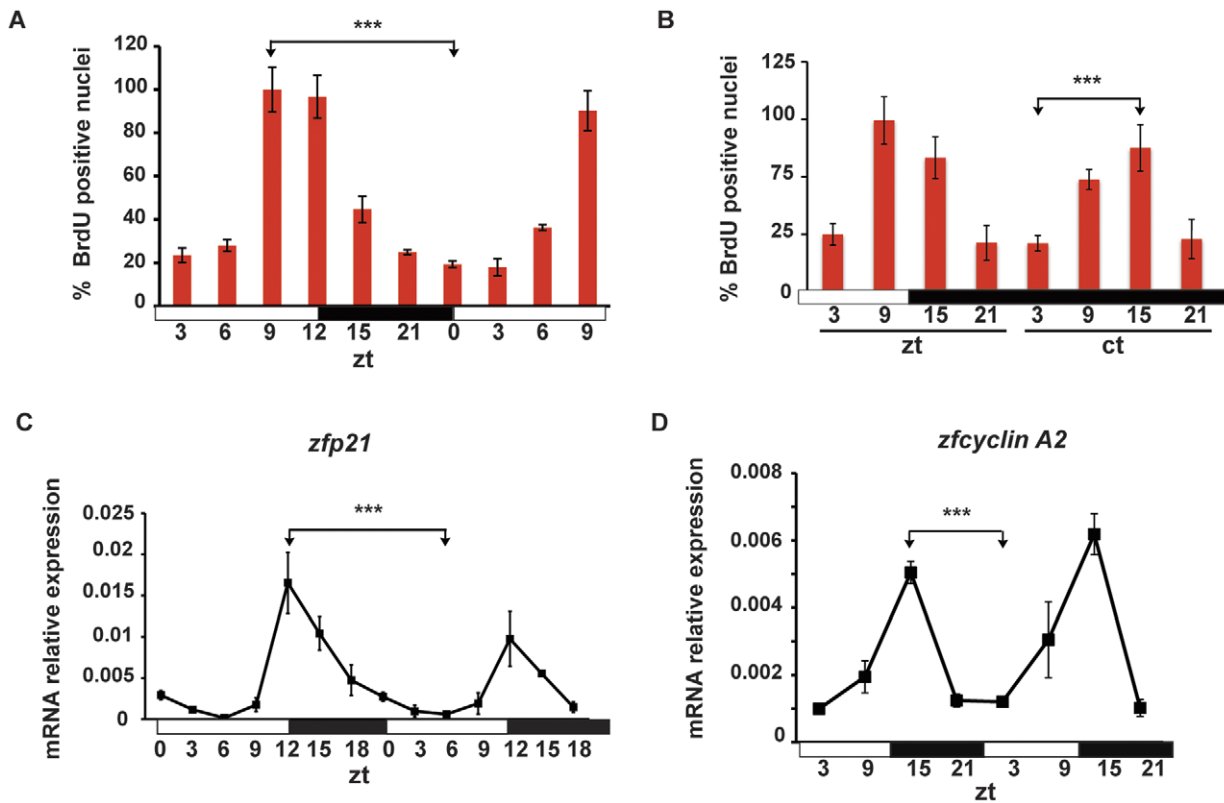 A
***
% BrdU positive nuclei
120
100
80
60
40
20
0
3 6 9 12 15 21 0 3 6 9
zt
B
***
% BrdU positive nuclei
125
100
75
25
0
3 9 15 21 3 9 15 21
zt ct
C
zfp21
***
mRNA relative expression
0.025
0.02
0.015
0.01
0.005
0
0 3 6 9 12 15 18 0 3 6 9 12 15 18
zt
D
zfcyclin A2
***
mRNA relative expression
0.008
0.006
0.004
0.002
0
3 9 15 21 3 9 15 21
zt